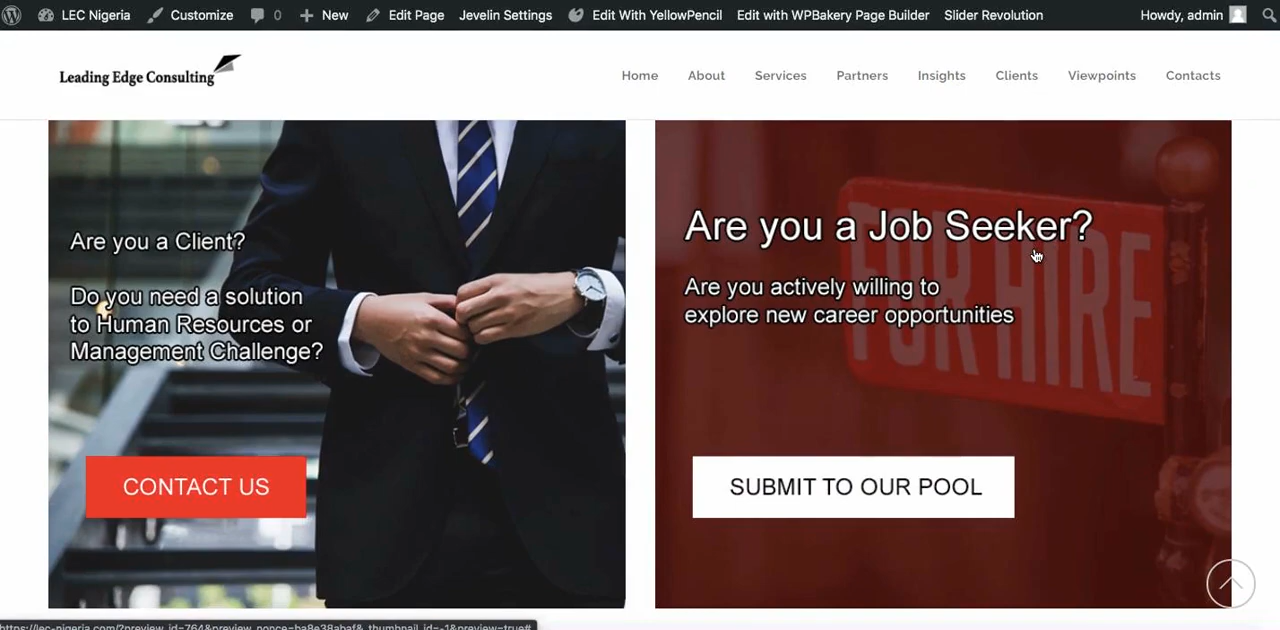 LEC Nigeria Customize 0 New Edit Page Jevelin Settings Edit With YellowPencil Edit with WPBakery Page Builder Slider Revolution Howdy, admin
Leading Edge Consulting
Home About Services Partners Insights Clients Viewpoints Contacts
Are you a Client?
Do you need a solution
to Human Resources or
Management Challenge?
CONTACT US
Are you a Job Seeker?
Are you actively willing to
explore new career opportunities
FOR HIRE
SUBMIT TO OUR POOL